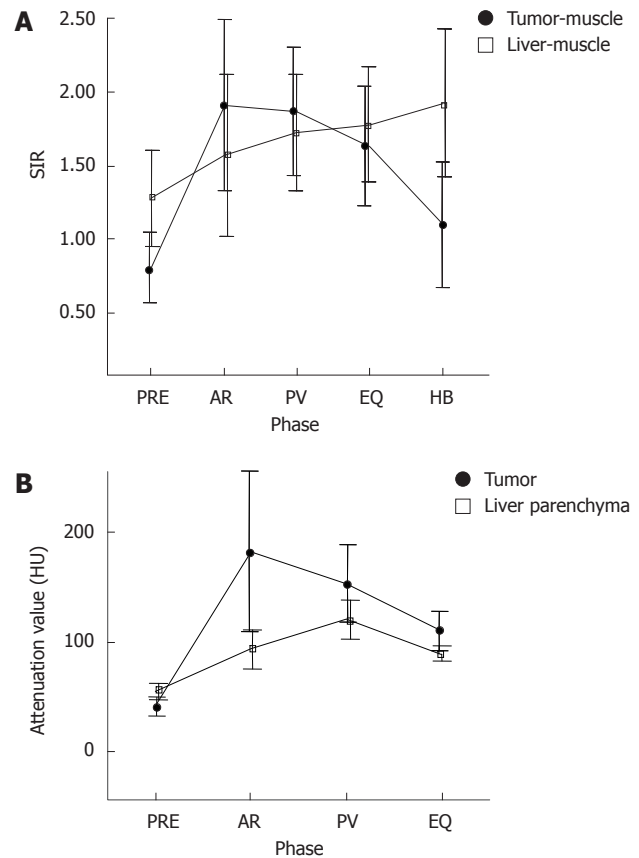 A
2.50
2.00
1.50
1.00
0.50
SIR
Tumor-muscle
Liver-muscle
PRE AR PV EQ HB
Phase
B
200
100
0
Attenuation value (HU)
Tumor
Liver parenchyma
PRE AR PV EQ
Phase